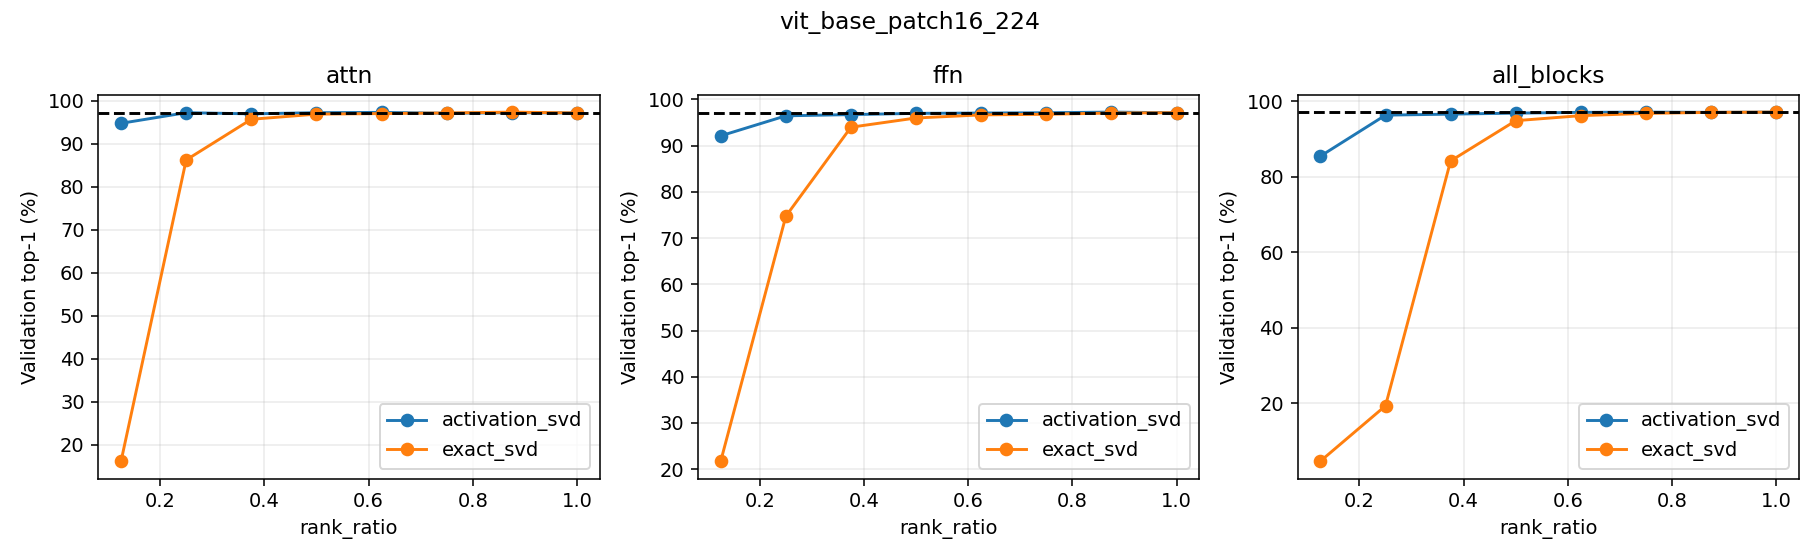 vit_base_patch16_224
attn
Validation top-1 (%)
100
90
80
70
60
50
40
30
20
0.2 0.4 0.6 0.8 1.0
rank_ratio
activation_svd
exact_svd
ffn
Validation top-1 (%)
100
90
80
70
60
50
40
30
20
0.2 0.4 0.6 0.8 1.0
rank_ratio
activation_svd
exact_svd
all_blocks
Validation top-1 (%)
100
80
60
40
20
0.2 0.4 0.6 0.8 1.0
rank_ratio
activation_svd
exact_svd